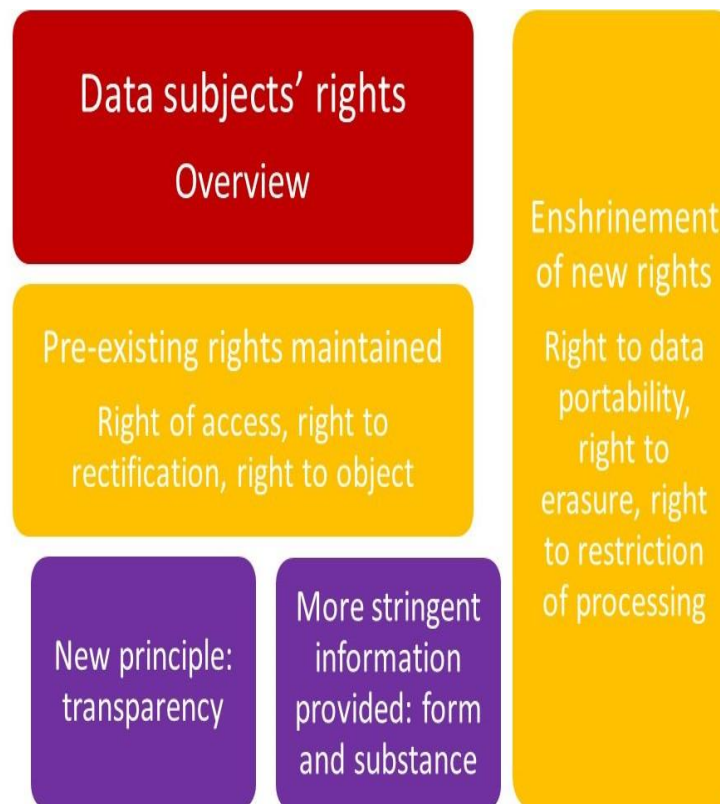 Data subjects’ rights
Overview
Pre-existing rights maintained
Right of access, right to
rectification, right to object
New principle:
transparency
More stringent
information
provided: form
and substance
Enshrinement
of new rights
Right to data
portability,
right to
erasure, right
to restriction
of processing